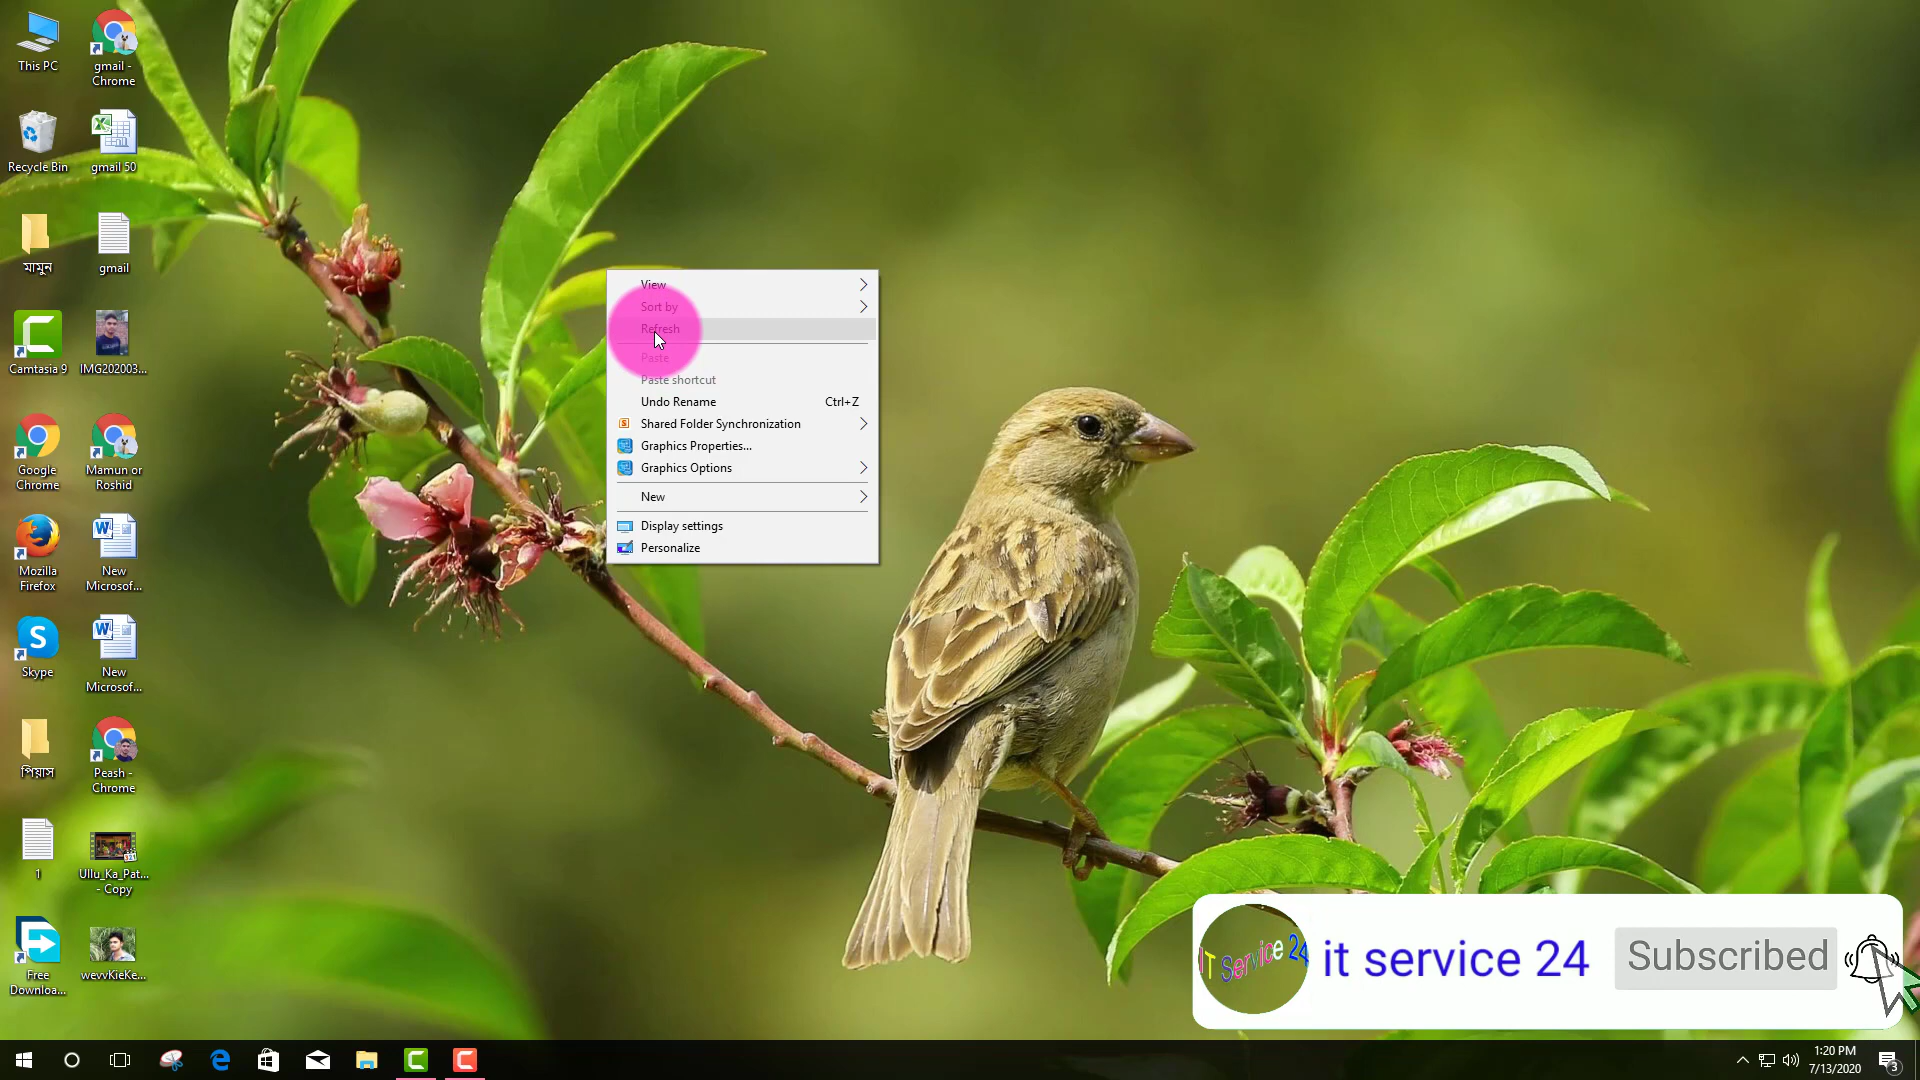 This PC
gmail -
Chrome
Recycle Bin
gmail 50
মামুন
gmail
Camtasia 9
IMG202003...
Google
Chrome
Mamun or
Roshid
Mozilla
Firefox
New
Microsof...
Skype
New
Microsof...
পিয়াস
Peash -
Chrome
1
Ullu_Ka_Pat...
- Copy
Free
Downloa...
wevvKieKe...
View
Sort by
Refresh
Paste
Paste shortcut
Undo Rename Ctrl+Z
Shared Folder Synchronization
Graphics Properties...
Graphics Options
New
Display settings
Personalize
IT Service 24
it service 24
Subscribed
1:20 PM
7/13/2020
3